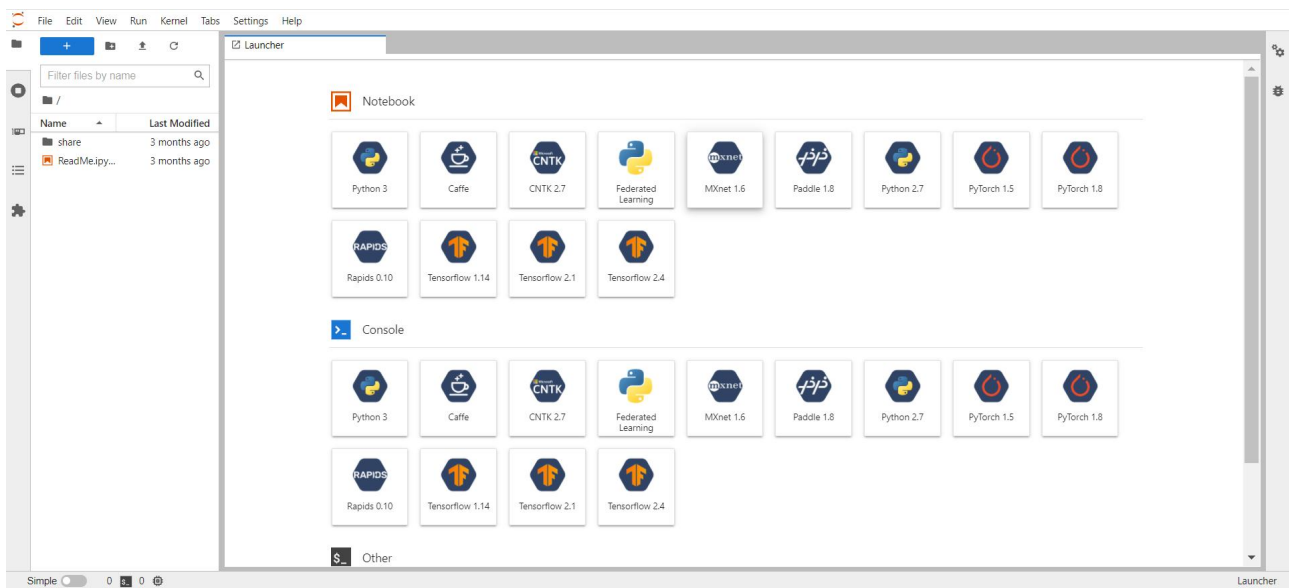 File Edit View Run Kernel Tabs Settings Help
+
Launcher
Filter files by name
/
Name Last Modified
share 3 months ago
ReadMe.ipy... 3 months ago
Notebook
CNTK mxnet
Python 3 Caffe CNTK 2.7 Federated Learning MXnet 1.6 Paddle 1.8 Python 2.7 PyTorch 1.5 PyTorch 1.8
RAPIDS
Rapids 0.10 Tensorflow 1.14 Tensorflow 2.1 Tensorflow 2.4
>_ Console
CNTK mxnet
Python 3 Caffe CNTK 2.7 Federated Learning MXnet 1.6 Paddle 1.8 Python 2.7 PyTorch 1.5 PyTorch 1.8
RAPIDS
Rapids 0.10 Tensorflow 1.14 Tensorflow 2.1 Tensorflow 2.4
$_ Other
Simple 0 $_ 0 Launcher